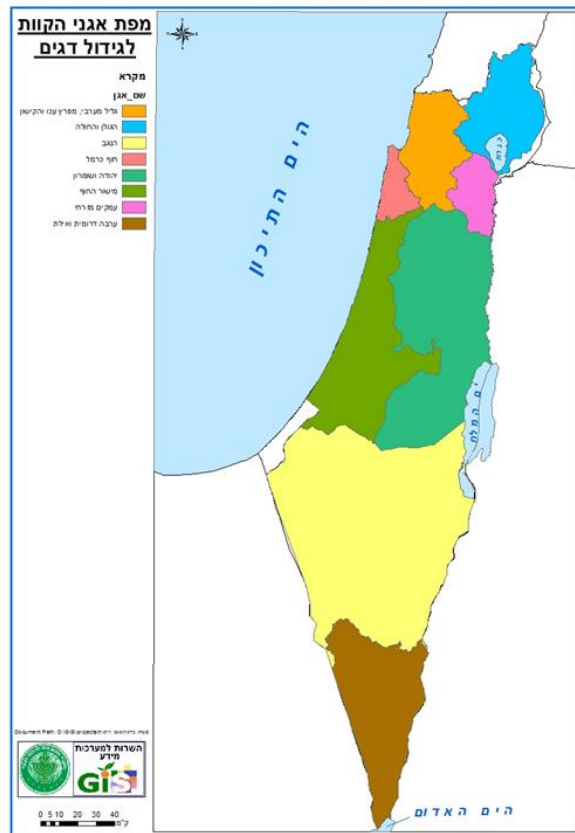 מפת אגני הקוות
לגידול דגים
מקרא
שם_אגן
גליל מערבי, מפרץ עכו והקישון
הגולן והחולה
הנגב
חוף כרמל
יהודה ושומרון
מישור החוף
עמקים מזרחי
ערבה דרומית ואילת
הים התיכון
כנרת
ים המלח
הים האדום
Document Path:
השרות למערכות
מידע
GIS
0 5 10 20 30 40
ק"מ